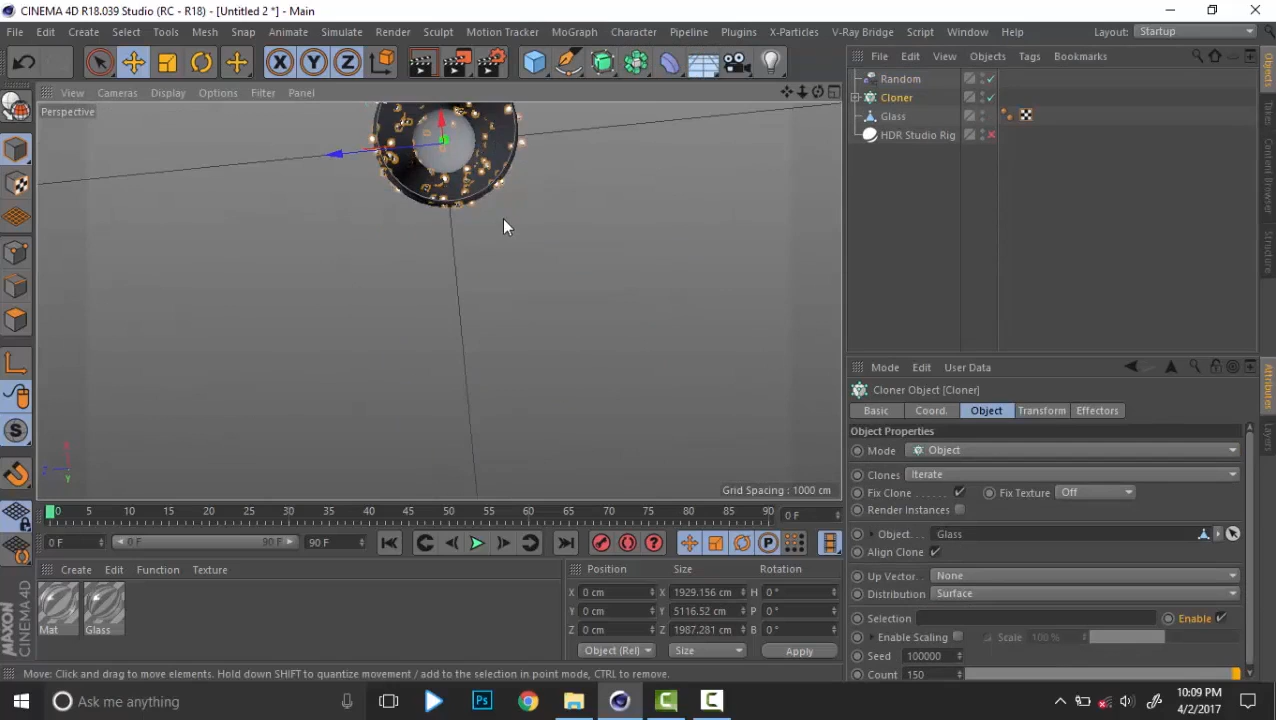 CINEMA 4D R18.039 Studio (RC - R18) - [Untitled 2 *] - Main
File Edit Create Select Tools Mesh Snap Animate Simulate Render Sculpt Motion Tracker MoGraph Character Pipeline Plugins X-Particles V-Ray Bridge Script Window Help Layout: Startup
X Y Z
View Cameras Display Options Filter Panel
File Edit View Objects Tags Bookmarks
Perspective
Random
Cloner
Glass
HDR Studio Rig
Objects
Takes
Content Browser
Structure
Mode Edit User Data
Cloner Object [Cloner]
Basic Coord. Object Transform Effectors
Object Properties
Mode Object
Clones Iterate
Fix Clone Fix Texture Off
Render Instances
Object Glass
Align Clone
Up Vector None
Distribution Surface
Selection Enable
Enable Scaling Scale 100 %
Seed 100000
Count 150
Attributes
Layers
X
Z
Y
Grid Spacing : 1000 cm
0 5 10 15 20 25 30 35 40 45 50 55 60 65 70 75 80 85 90 0 F
0 F 0 F 90 F 90 F
Create Edit Function Texture
Mat Glass
Position Size Rotation
X 0 cm X 1929.156 cm H 0 °
Y 0 cm Y 5116.52 cm P 0 °
Z 0 cm Z 1987.281 cm B 0 °
Object (Rel) Size Apply
MAXON CINEMA 4D
Move: Click and drag to move elements. Hold down SHIFT to quantize movement / add to the selection in point mode, CTRL to remove.
Ask me anything
10:09 PM
4/2/2017